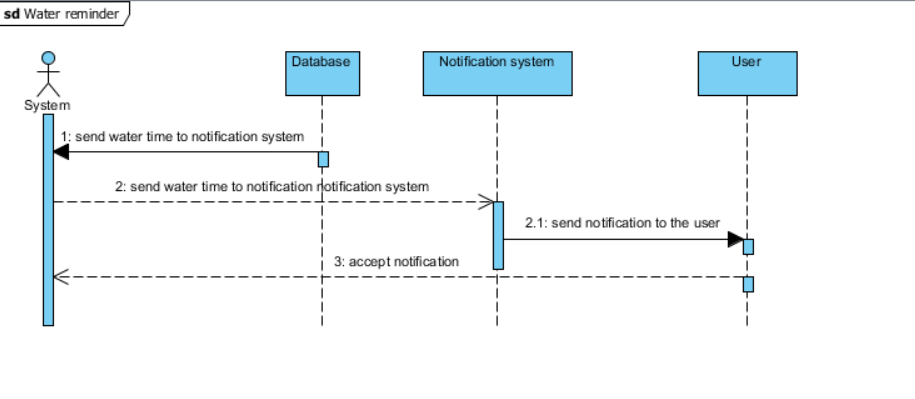 sd Water reminder
Database
Notification system
User
System
1: send water time to notification system
2: send water time to notification notification system
2.1: send notification to the user
3: accept notification